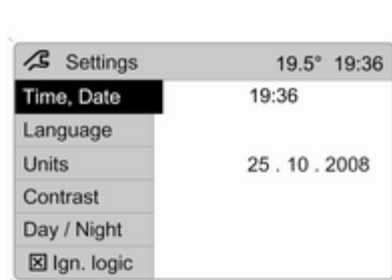 Settings 19.5° 19:36
Time, Date 19:36
Language
Units 25 . 10 . 2008
Contrast
Day / Night
Ign. logic